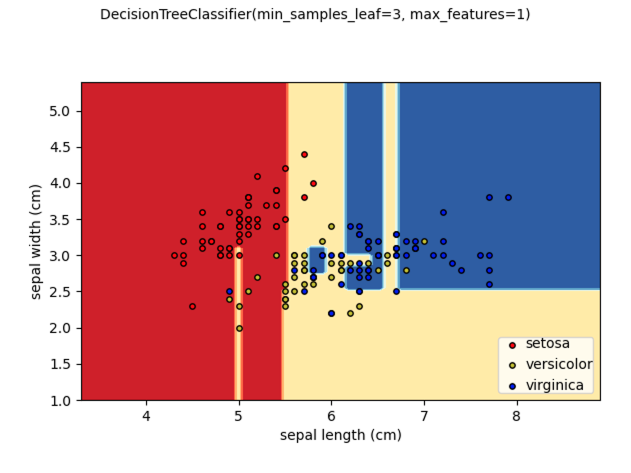 DecisionTreeClassifier(min_samples_leaf=3, max_features=1)
5.0
4.5
4.0
3.5
3.0
2.5
2.0
1.5
1.0
sepal width (cm)
setosa
versicolor
virginica
4 5 6 7 8
sepal length (cm)